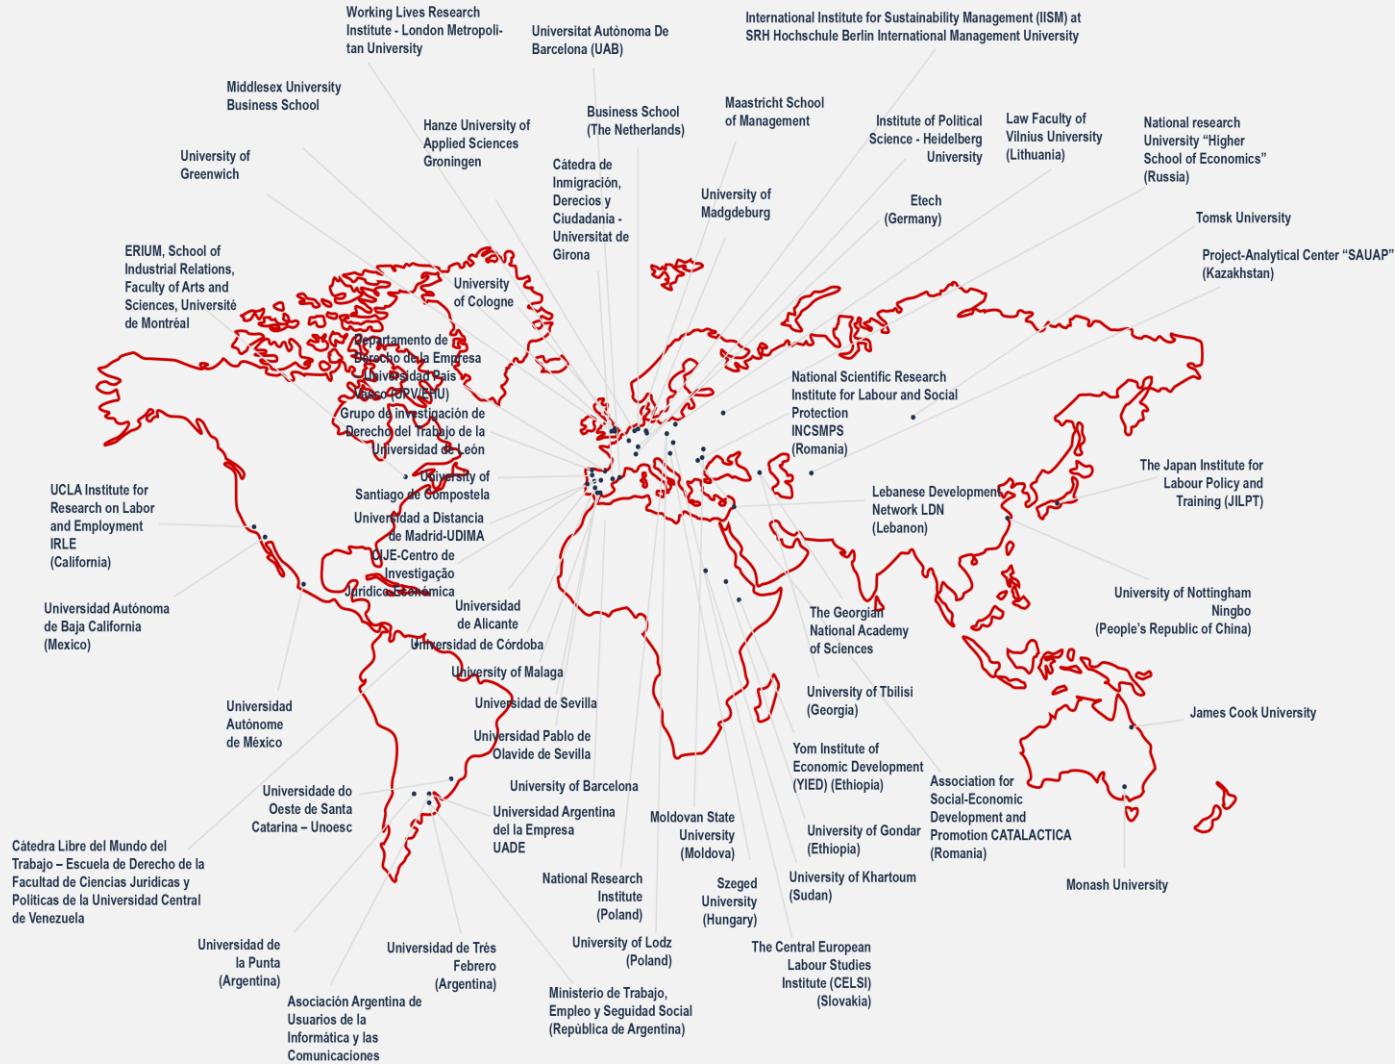 Working Lives Research
Institute - London Metropoli-
tan University
Universitat Autònoma De
Barcelona (UAB)
International Institute for Sustainability Management (IISM) at
SRH Hochschule Berlin International Management University
Middlesex University
Business School
Hanze University of
Applied Sciences
Groningen
Business School
(The Netherlands)
Maastricht School
of Management
Institute of Political
Science - Heidelberg
University
Law Faculty of
Vilnius University
(Lithuania)
National research
University “Higher
School of Economics”
(Russia)
University of
Greenwich
Cátedra de
Inmigración,
Derecios y
Ciudadania -
Universitat de
Girona
University of
Madgdeburg
Etech
(Germany)
Tomsk University
ERIUM, School of
Industrial Relations,
Faculty of Arts and
Sciences, Université
de Montréal
University
of Cologne
Project-Analytical Center “SAUAP”
(Kazakhstan)
Departamento de
Derecho de la Empresa
– Universidad Pais
Vasco (UPV/EHU)
Grupo de investigación de
Derecho del Trabajo de la
Universidad de León
National Scientific Research
Institute for Labour and Social
Protection
INCSMPS
(Romania)
University of
Santiago de Compostela
The Japan Institute for
Labour Policy and
Training (JILPT)
UCLA Institute for
Research on Labor
and Employment
IRLE
(California)
Universidad a Distancia
de Madrid-UDIMA
CIJE-Centro de
Investigação
Jurídico-Económica
Lebanese Development
Network LDN
(Lebanon)
Universidad Autónoma
de Baja California
(Mexico)
Universidad
de Alicante
Universidad de Córdoba
University of Malaga
The Georgian
National Academy
of Sciences
University of Nottingham
Ningbo
(People’s Republic of China)
Universidad
Autònome
de México
Universidad de Sevilla
Universidad Pablo de
Olavide de Sevilla
University of Tbilisi
(Georgia)
James Cook University
Universidade do
Oeste de Santa
Catarina – Unoesc
University of Barcelona
Universidad Argentina
del la Empresa
UADE
Yom Institute of
Economic Development
(YIED) (Ethiopia)
Association for
Social-Economic
Development and
Promotion CATALACTICA
(Romania)
Cátedra Libre del Mundo del
Trabajo – Escuela de Derecho de la
Facultad de Ciencias Juridicas y
Politicas de la Universidad Central
de Venezuela
Moldovan State
University
(Moldova)
University of Gondar
(Ethiopia)
National Research
Institute
(Poland)
Szeged
University
(Hungary)
University of Khartoum
(Sudan)
Monash University
Universidad de
la Punta
(Argentina)
Universidad de Trés
Febrero
(Argentina)
University of Lodz
(Poland)
The Central European
Labour Studies
Institute (CELSI)
(Slovakia)
Asociación Argentina de
Usuarios de la
Informática y las
Comunicaciones
Ministerio de Trabajo,
Empleo y Seguidad Social
(República de Argentina)